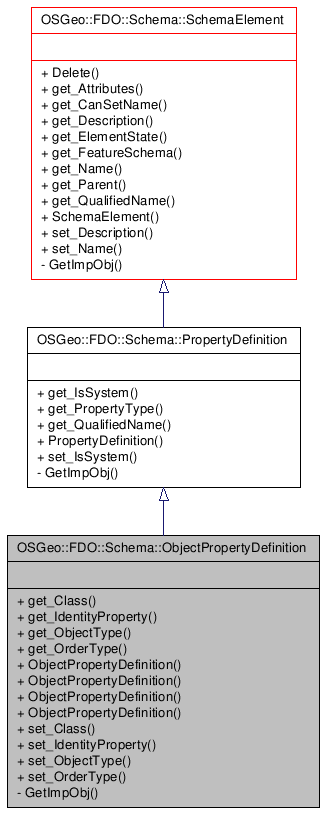 OSGeo::FDO::Schema::SchemaElement
+ Delete()
+ get_Attributes()
+ get_CanSetName()
+ get_Description()
+ get_ElementState()
+ get_FeatureSchema()
+ get_Name()
+ get_Parent()
+ get_QualifiedName()
+ SchemaElement()
+ set_Description()
+ set_Name()
- GetImpObj()
OSGeo::FDO::Schema::PropertyDefinition
+ get_IsSystem()
+ get_PropertyType()
+ get_QualifiedName()
+ PropertyDefinition()
+ set_IsSystem()
- GetImpObj()
OSGeo::FDO::Schema::ObjectPropertyDefinition
+ get_Class()
+ get_IdentityProperty()
+ get_ObjectType()
+ get_OrderType()
+ ObjectPropertyDefinition()
+ ObjectPropertyDefinition()
+ ObjectPropertyDefinition()
+ ObjectPropertyDefinition()
+ set_Class()
+ set_IdentityProperty()
+ set_ObjectType()
+ set_OrderType()
- GetImpObj()